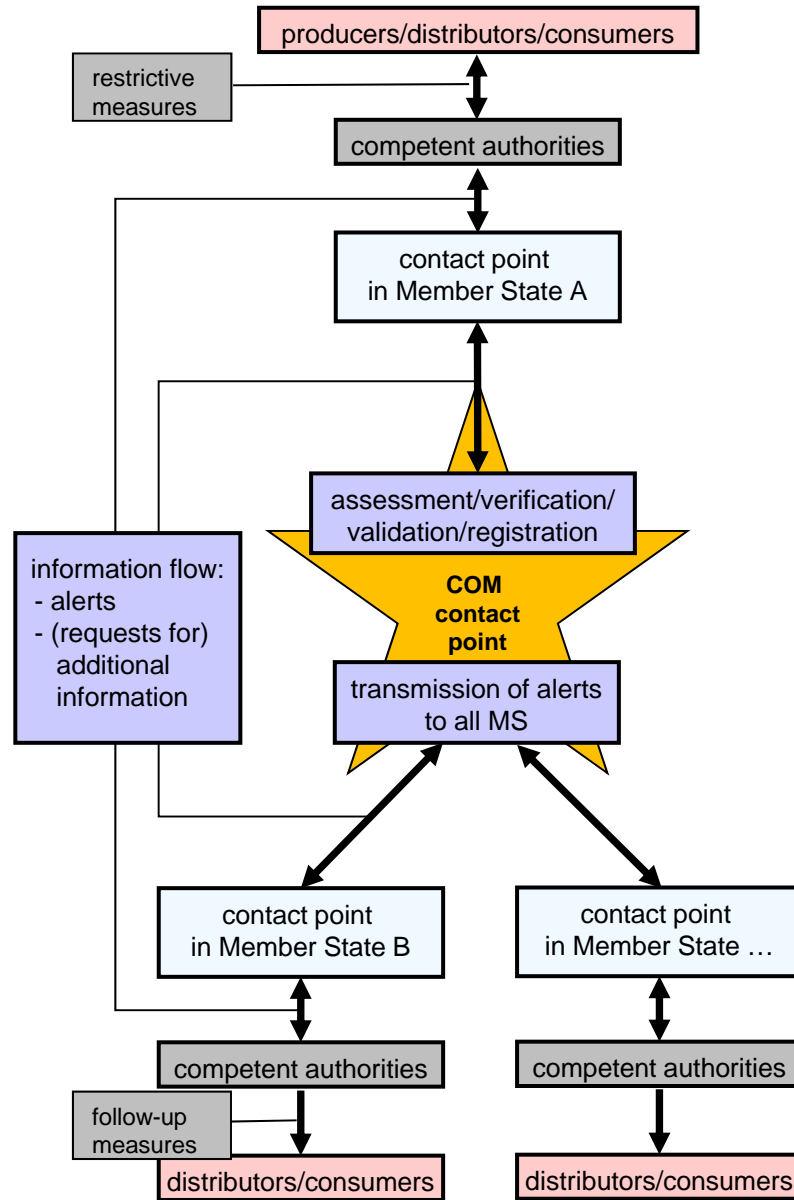 producers/distributors/consumers
restrictive
measures
competent authorities
contact point
in Member State A
assessment/verification/
validation/registration
information flow:
- alerts
- (requests for)
additional
information
COM
contact
point
transmission of alerts
to all MS
contact point
in Member State B
contact point
in Member State …
competent authorities
competent authorities
follow-up
measures
distributors/consumers
distributors/consumers